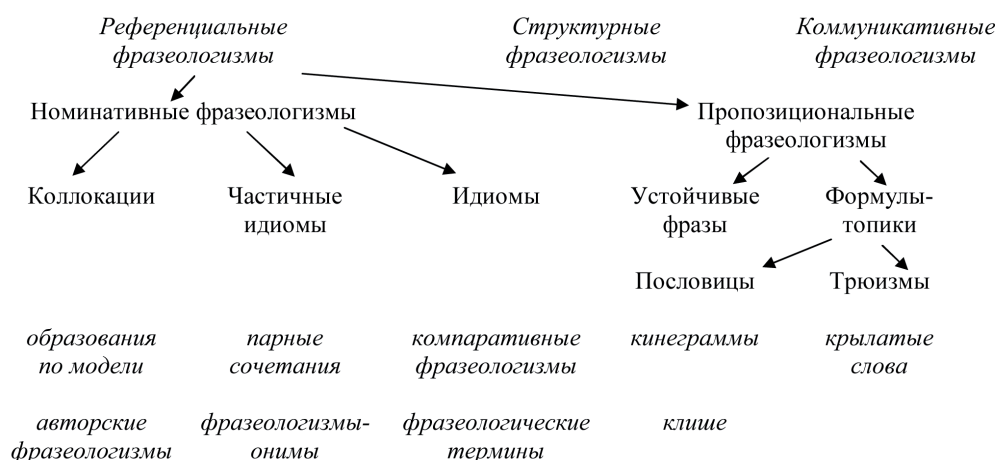 Референциальные Структурные Коммуникативные
фразеологизмы фразеологизмы фразеологизмы
Номинативные фразеологизмы Пропозициональные
фразеологизмы
Коллокации Частичные Идиомы Устойчивые Формулы-
идиомы фразы топики
Пословицы Трюизмы
образования парные компаративные кинеграммы крылатые
по модели сочетания фразеологизмы слова
авторские фразеологизмы- фразеологические клише
фразеологизмы онимы термины